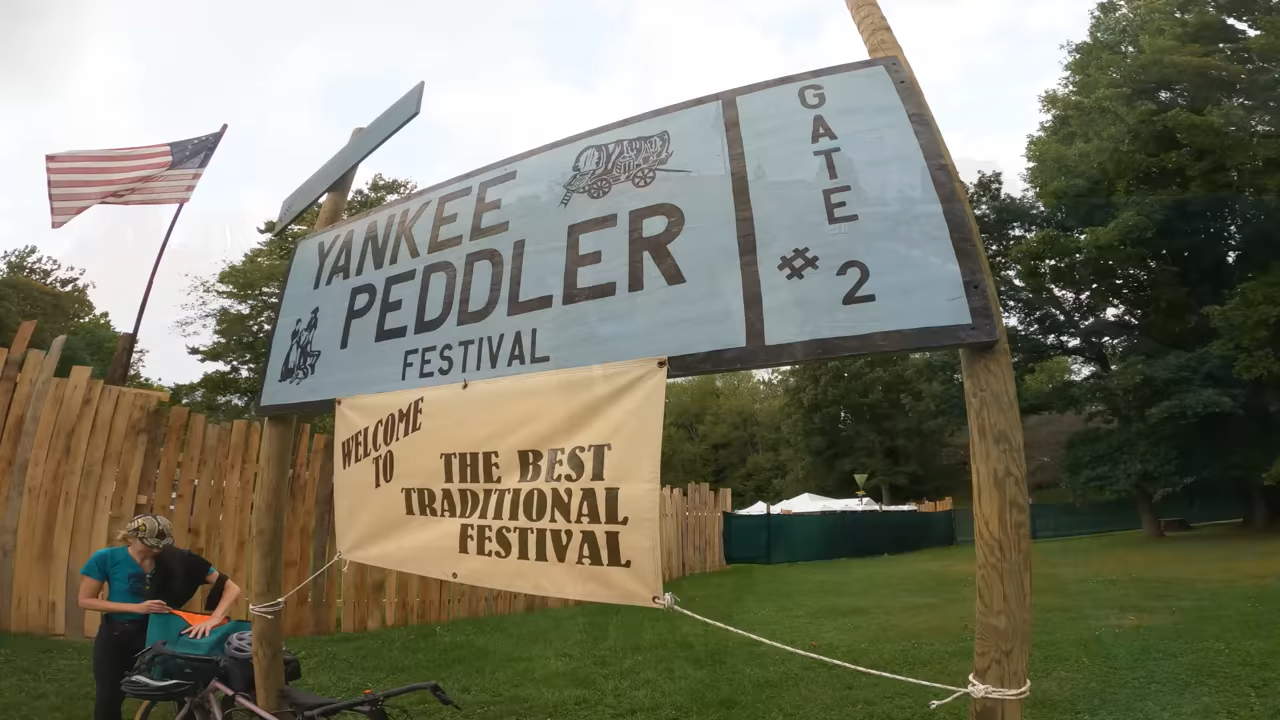 YANKEE
PEDDLER
FESTIVAL
GATE
# 2
WELCOME
TO
THE BEST
TRADITIONAL
FESTIVAL